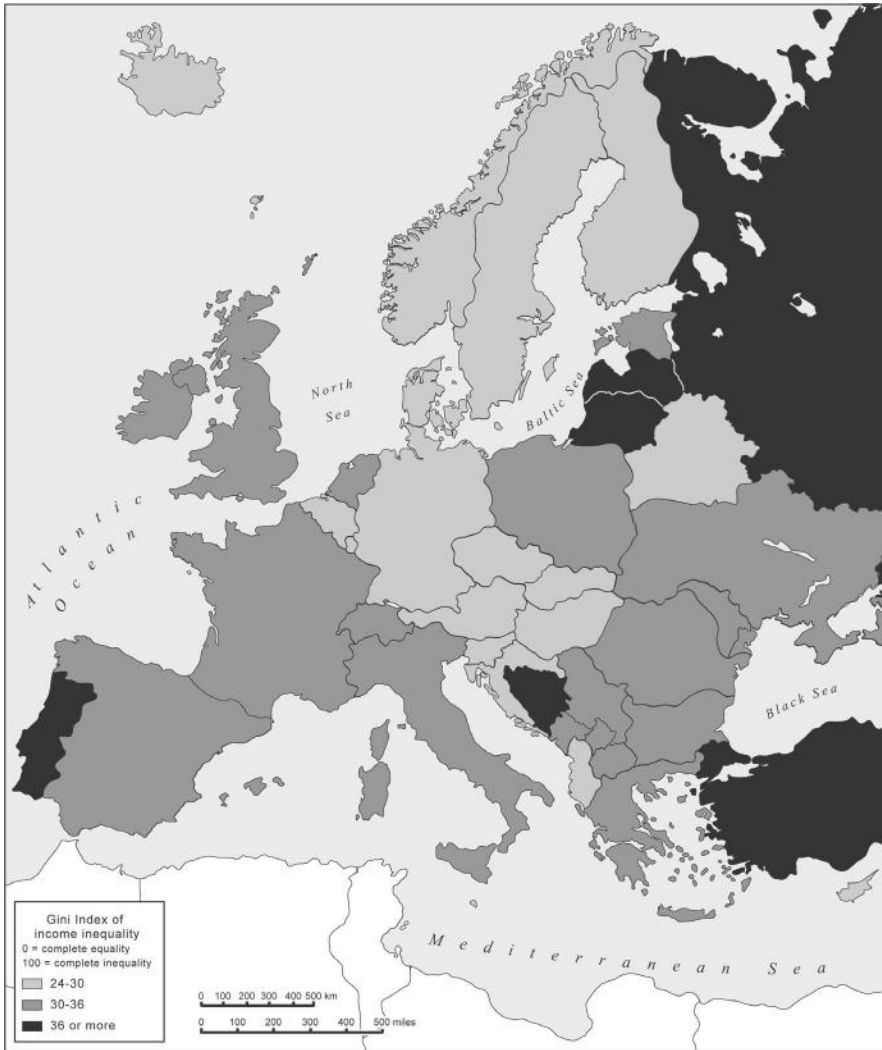 North
Sea
Baltic Sea
Atlantic
Ocean
Black Sea
Mediterranean Sea
Gini Index of
income inequality
0 = complete equality
100 = complete inequality
24-30
30-36
36 or more
0 100 200 300 400 500 km
0 100 200 300 400 500 miles